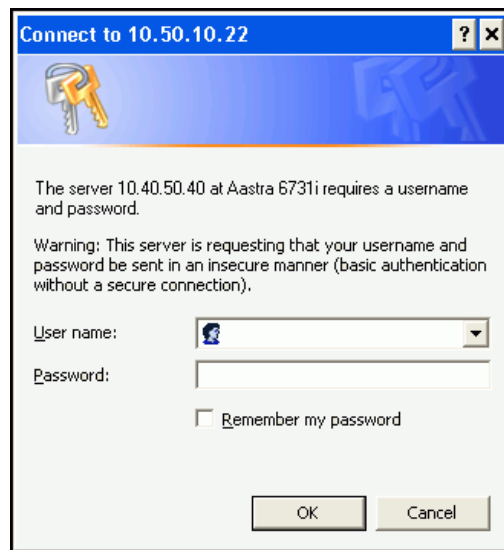 Connect to 10.50.10.22
The server 10.40.50.40 at Aastra 6731i requires a username
and password.
Warning: This server is requesting that your username and
password be sent in an insecure manner (basic authentication
without a secure connection).
User name:
Password:
Remember my password
OK Cancel